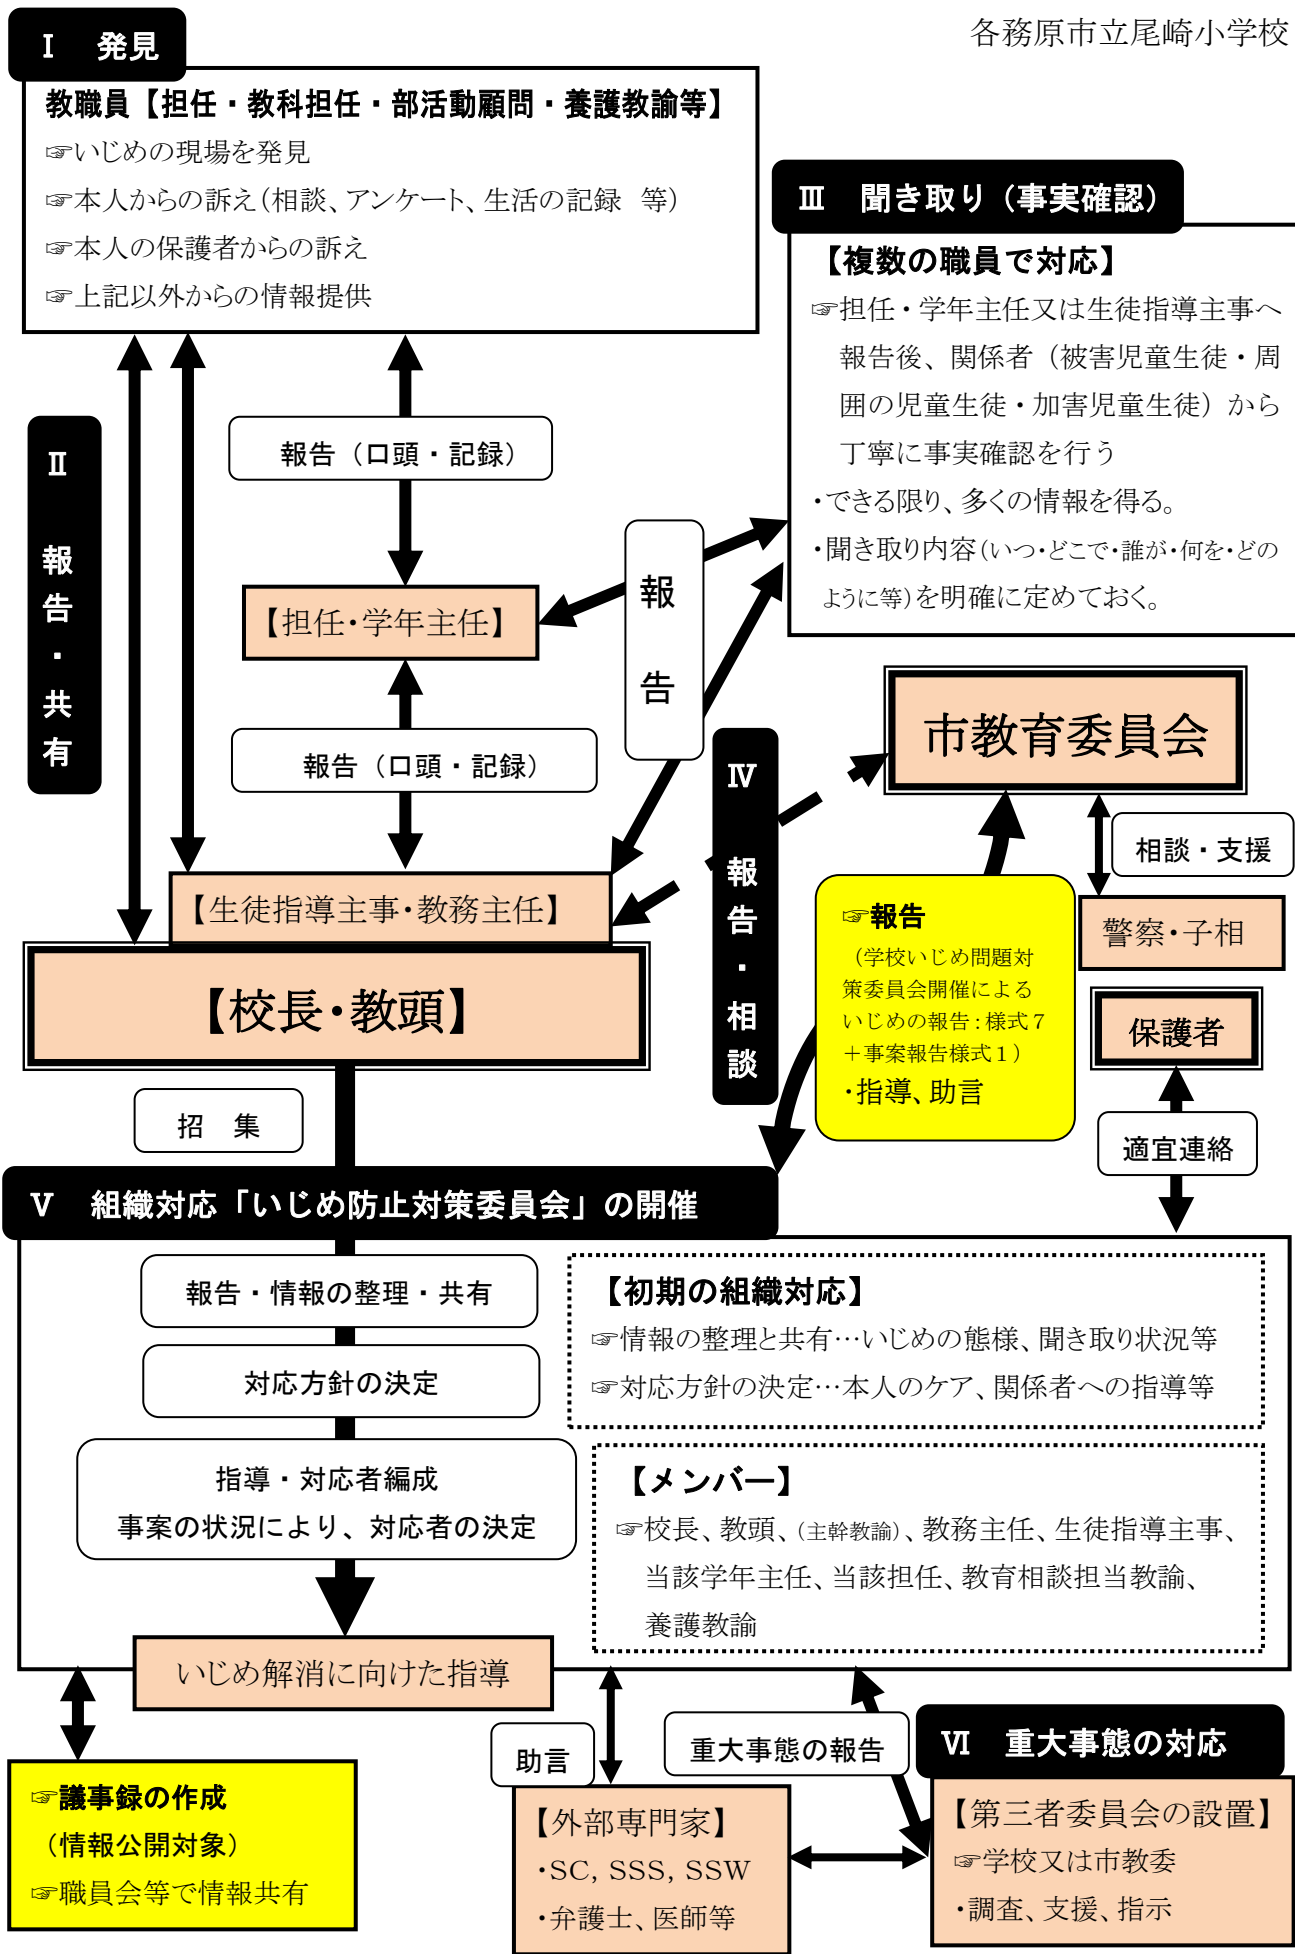 各務原市立尾崎小学校
Ⅰ　発見
教職員【担任・教科担任・部活動顧問・養護教諭等】
☞いじめの現場を発見
☞本人からの訴え（相談、アンケート、生活の記録　等）
☞本人の保護者からの訴え
☞上記以外からの情報提供
Ⅲ　聞き取り（事実確認）
【複数の職員で対応】
☞担任・学年主任又は生徒指導主事へ
報告後、関係者（被害児童生徒・周
囲の児童生徒・加害児童生徒）から
丁寧に事実確認を行う
・できる限り、多くの情報を得る。
・聞き取り内容（いつ・どこで・誰が・何を・どの
ように等）を明確に定めておく。
Ⅱ　報告・共有
報告（口頭・記録）
【担任・学年主任】
報告
報告（口頭・記録）
【生徒指導主事・教務主任】
【校長・教頭】
Ⅳ　報告・相談
市教育委員会
相談・支援
警察・子相
☞報告
（学校いじめ問題対
策委員会開催による
いじめの報告：様式７
＋事案報告様式１）
・指導、助言
保護者
適宜連絡
招　集
Ⅴ　組織対応「いじめ防止対策委員会」の開催
報告・情報の整理・共有
対応方針の決定
指導・対応者編成
事案の状況により、対応者の決定
いじめ解消に向けた指導
【初期の組織対応】
☞情報の整理と共有…いじめの態様、聞き取り状況等
☞対応方針の決定…本人のケア、関係者への指導等
【メンバー】
☞校長、教頭、（主幹教諭）、教務主任、生徒指導主事、
当該学年主任、当該担任、教育相談担当教諭、
養護教諭
☞議事録の作成
（情報公開対象）
☞職員会等で情報共有
助言
【外部専門家】
・SC, SSS, SSW
・弁護士、医師等
重大事態の報告
Ⅵ　重大事態の対応
【第三者委員会の設置】
☞学校又は市教委
・調査、支援、指示